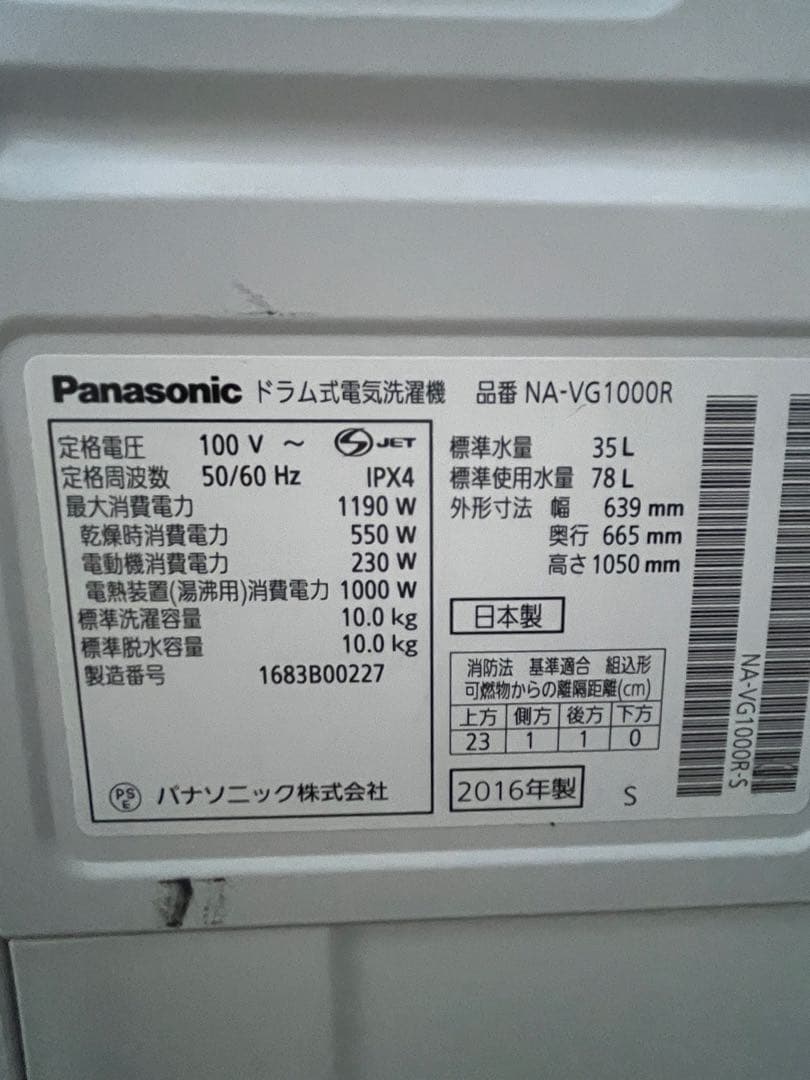 Panasonic ドラム式電気洗濯機 品番 NA-VG1000R
定格電圧 100 V ～ S JET
定格周波数 50/60 Hz IPX4
最大消費電力 1190 W
乾燥時消費電力 550 W
電動機消費電力 230 W
電熱装置(湯沸用)消費電力 1000 W
標準洗濯容量 10.0 kg
標準脱水容量 10.0 kg
製造番号 1683B00227
PS E パナソニック株式会社
標準水量 35 L
標準使用水量 78 L
外形寸法 幅 639 mm
奥行 665 mm
高さ 1050 mm
日本製
消防法 基準適合 組込形
可燃物からの離隔距離(cm)
上方 側方 後方 下方
23 1 1 0
2016年製 S
NA-VG1000R-S